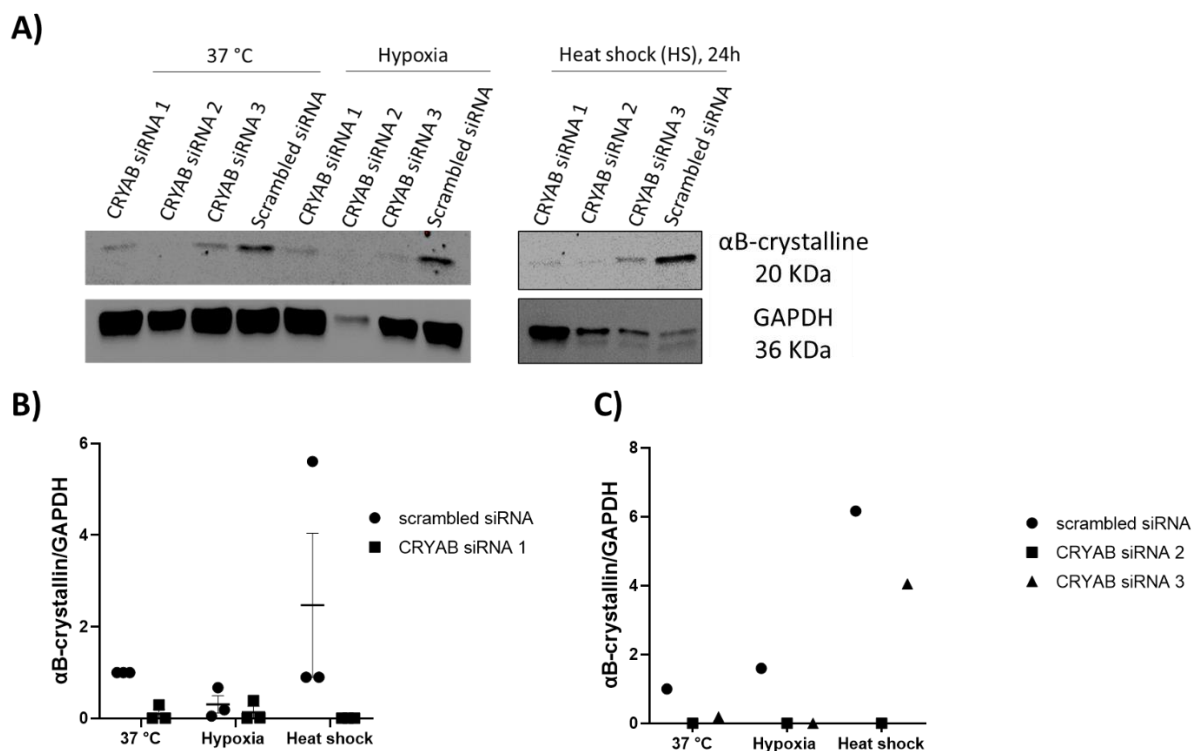 A)
37 °C
Hypoxia
Heat shock (HS), 24h
CRYAB siRNA 1
CRYAB siRNA 2
CRYAB siRNA 3
Scrambled siRNA
CRYAB siRNA 1
CRYAB siRNA 2
CRYAB siRNA 3
Scrambled siRNA
CRYAB siRNA 1
CRYAB siRNA 2
CRYAB siRNA 3
Scrambled siRNA
αB-crystalline
20 KDa
GAPDH
36 KDa
B)
αB-crystallin/GAPDH
6
4
2
0
37 °C
Hypoxia
Heat shock
scrambled siRNA
CRYAB siRNA 1
C)
αB-crystallin/GAPDH
8
6
4
2
0
37 °C
Hypoxia
Heat shock
scrambled siRNA
CRYAB siRNA 2
CRYAB siRNA 3